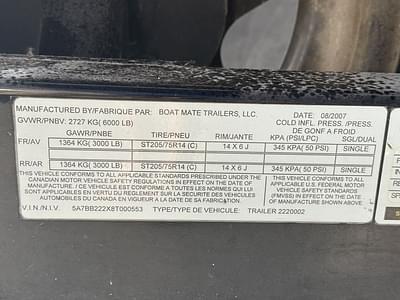 MANUFACTURED BY/FABRIQUE PAR: BOAT MATE TRAILERS, LLC. DATE: 08/2007
GVWR/PNBV: 2727 KG( 6000 LB) COLD INFL. PRESS. /PRESS.
DE GONF A FROID
GAWR/PNBE TIRE/PNEU RIM/JANTE KPA (PSI/LPC) SGL/DUAL
FR/AV 1364 KG( 3000 LB) ST205/75R14 (C) 14 X 6 J 345 KPA( 50 PSI) SINGLE
RR/AR 1364 KG( 3000 LB) ST205/75R14 (C) 14 X 6 J 345 KPA( 50 PSI) SINGLE
THIS VEHICLE CONFORMS TO ALL APPLICABLE STANDARDS PRESCRIBED UNDER THE
CANADIAN MOTOR VEHICLE SAFETY REGULATIONS IN EFFECT ON THE DATE OF
MANUFACTURE / CE VEHICULE EST CONFORME A TOUTES LES NORMES QUI LUI SONT
APPLICABLES EN VERTU DU REGLEMENT SUR LA SECURITE DES VEHICULES
AUTOMOBILES DU CANADA EN VIGUEUR A LA DATE DE SA FABRICATION
THIS VEHICLE CONFORMS TO ALL
APPLICABLE U.S. FEDERAL MOTOR
VEHICLE SAFETY STANDARDS
(FMVSS) IN EFFECT ON THE DATE
OF MANUFACTURE SHOWN ABOVE.
V.I.N./N.I.V. 5A7BB222X8T000553 TYPE/TYPE DE VEHICULE: TRAILER 2220002